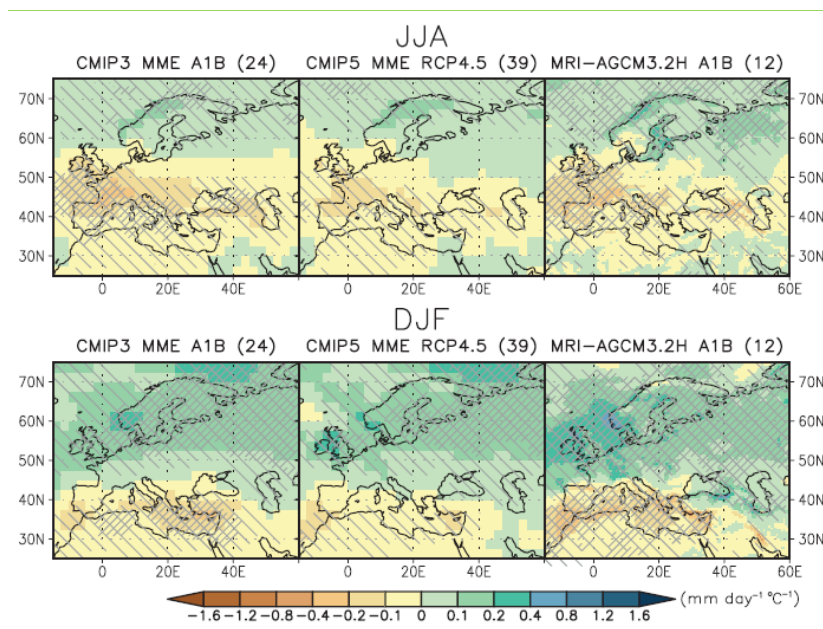 JJA
CMIP3 MME A1B (24) CMIP5 MME RCP4.5 (39) MRI-AGCM3.2H A1B (12)
70N 70N
60N 60N
50N 50N
40N 40N
30N 30N
0 20E 40E 0 20E 40E 0 20E 40E 60E
DJF
CMIP3 MME A1B (24) CMIP5 MME RCP4.5 (39) MRI-AGCM3.2H A1B (12)
70N 70N
60N 60N
50N 50N
40N 40N
30N 30N
0 20E 40E 0 20E 40E 0 20E 40E 60E
-1.6 -1.2 -0.8 -0.4 -0.2 -0.1 0 0.1 0.2 0.4 0.8 1.2 1.6 (mm day⁻¹ °C⁻¹)